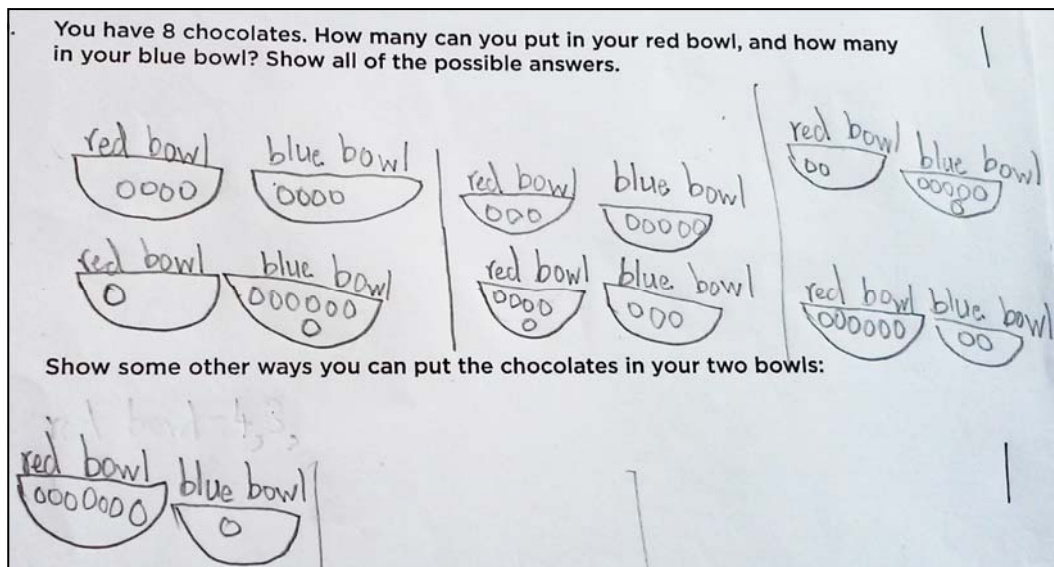 You have 8 chocolates. How many can you put in your red bowl, and how many
in your blue bowl? Show all of the possible answers.
1
red bowl blue bowl
red bowl blue bowl
red bowl blue bowl
red bowl blue bowl
red bowl blue bowl
red bowl blue bowl
Show some other ways you can put the chocolates in your two bowls:
red bowl blue bowl
1